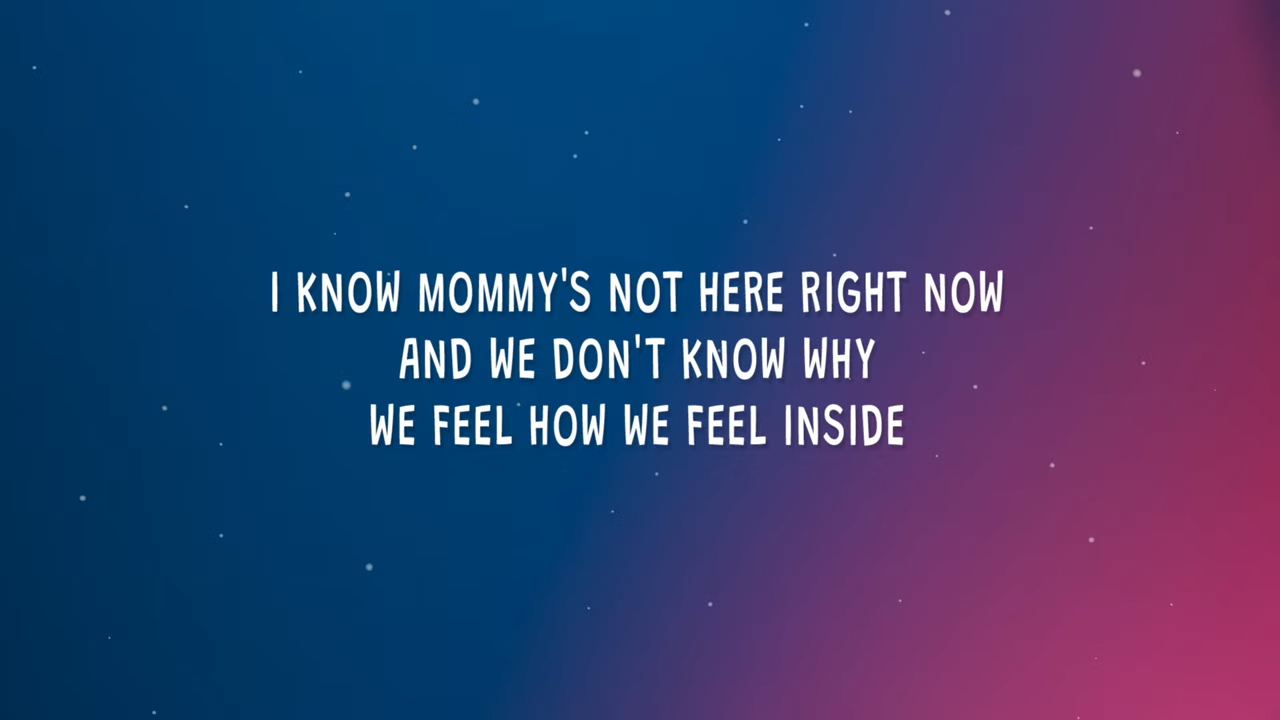 I KNOW MOMMY'S NOT HERE RIGHT NOW
AND WE DON'T KNOW WHY
WE FEEL HOW WE FEEL INSIDE